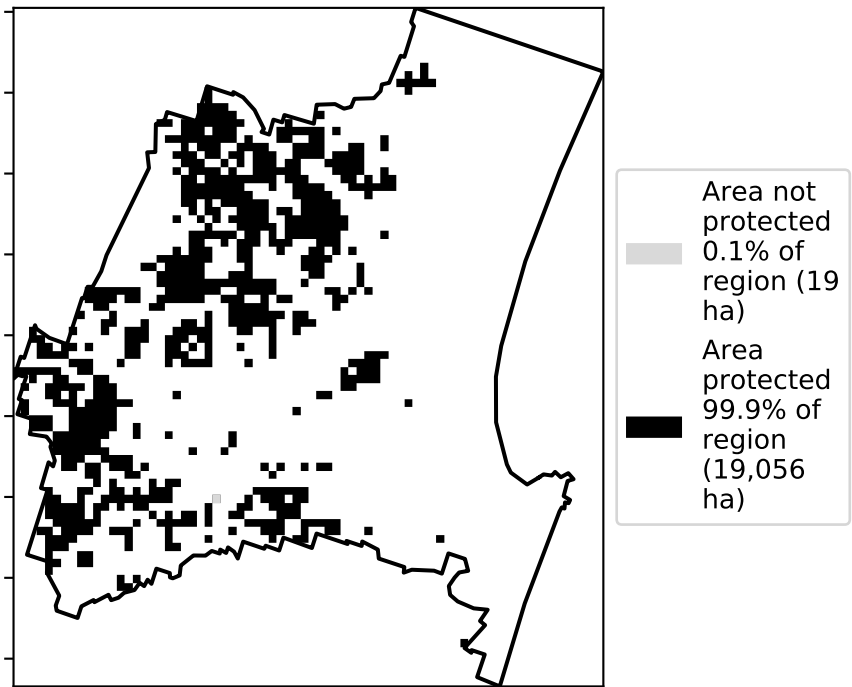 Area not
protected
0.1% of
region (19
ha)
Area
protected
99.9% of
region
(19,056
ha)